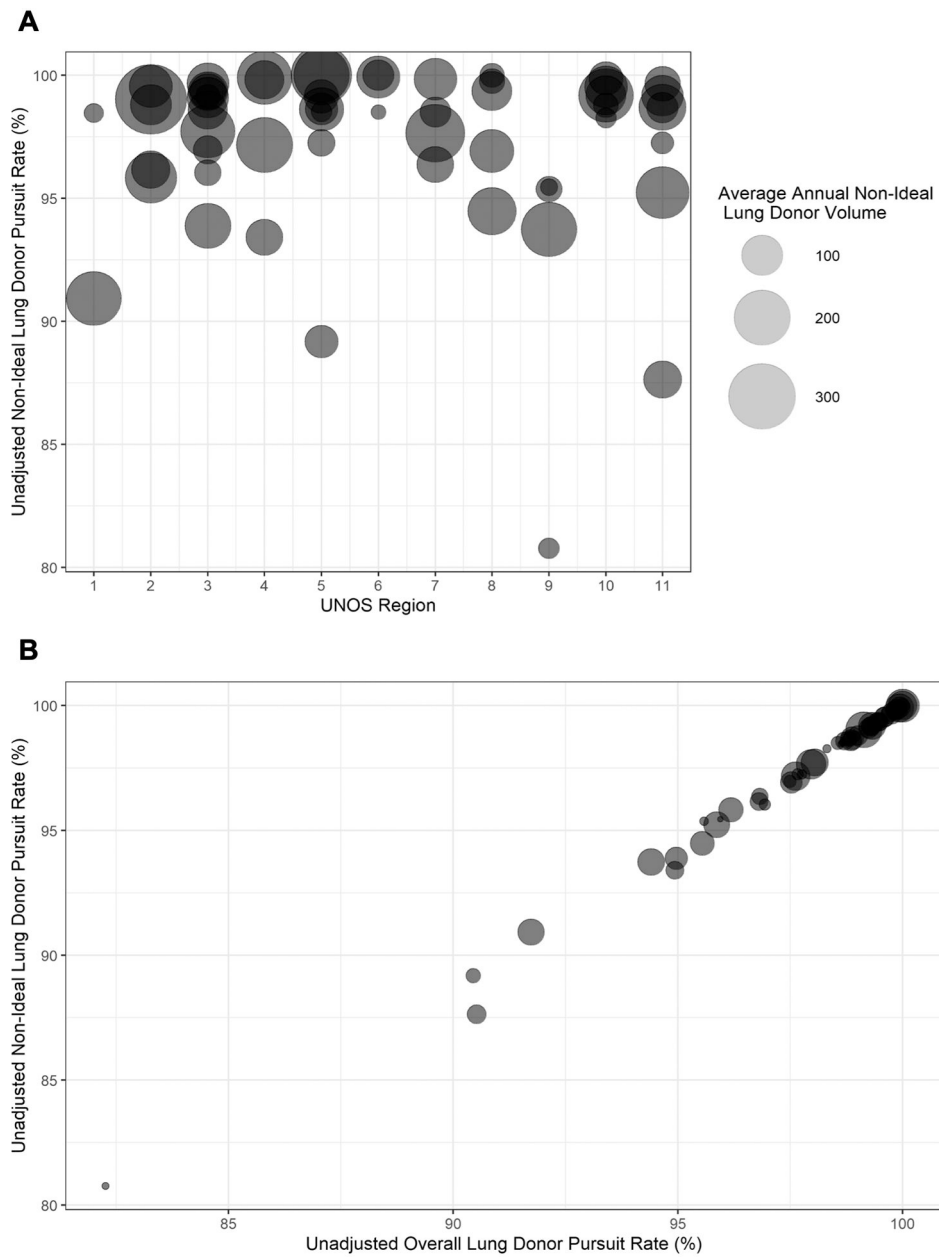 A
Unadjusted Non-Ideal Lung Donor Pursuit Rate (%)
100
95
90
85
80
1 2 3 4 5 6 7 8 9 10 11
UNOS Region
Average Annual Non-Ideal
Lung Donor Volume
100
200
300
B
Unadjusted Non-Ideal Lung Donor Pursuit Rate (%)
100
95
90
85
80
85 90 95 100
Unadjusted Overall Lung Donor Pursuit Rate (%)